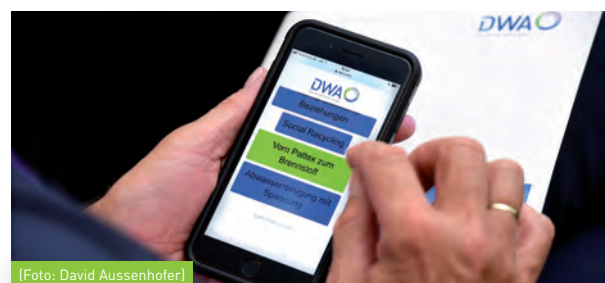 DWA
DWA
Beziehungen
Social Recycling
Vom Pattex zum
Brennstoff
Abwasserreinigung mit
Spannung
(Foto: David Aussenhofer)